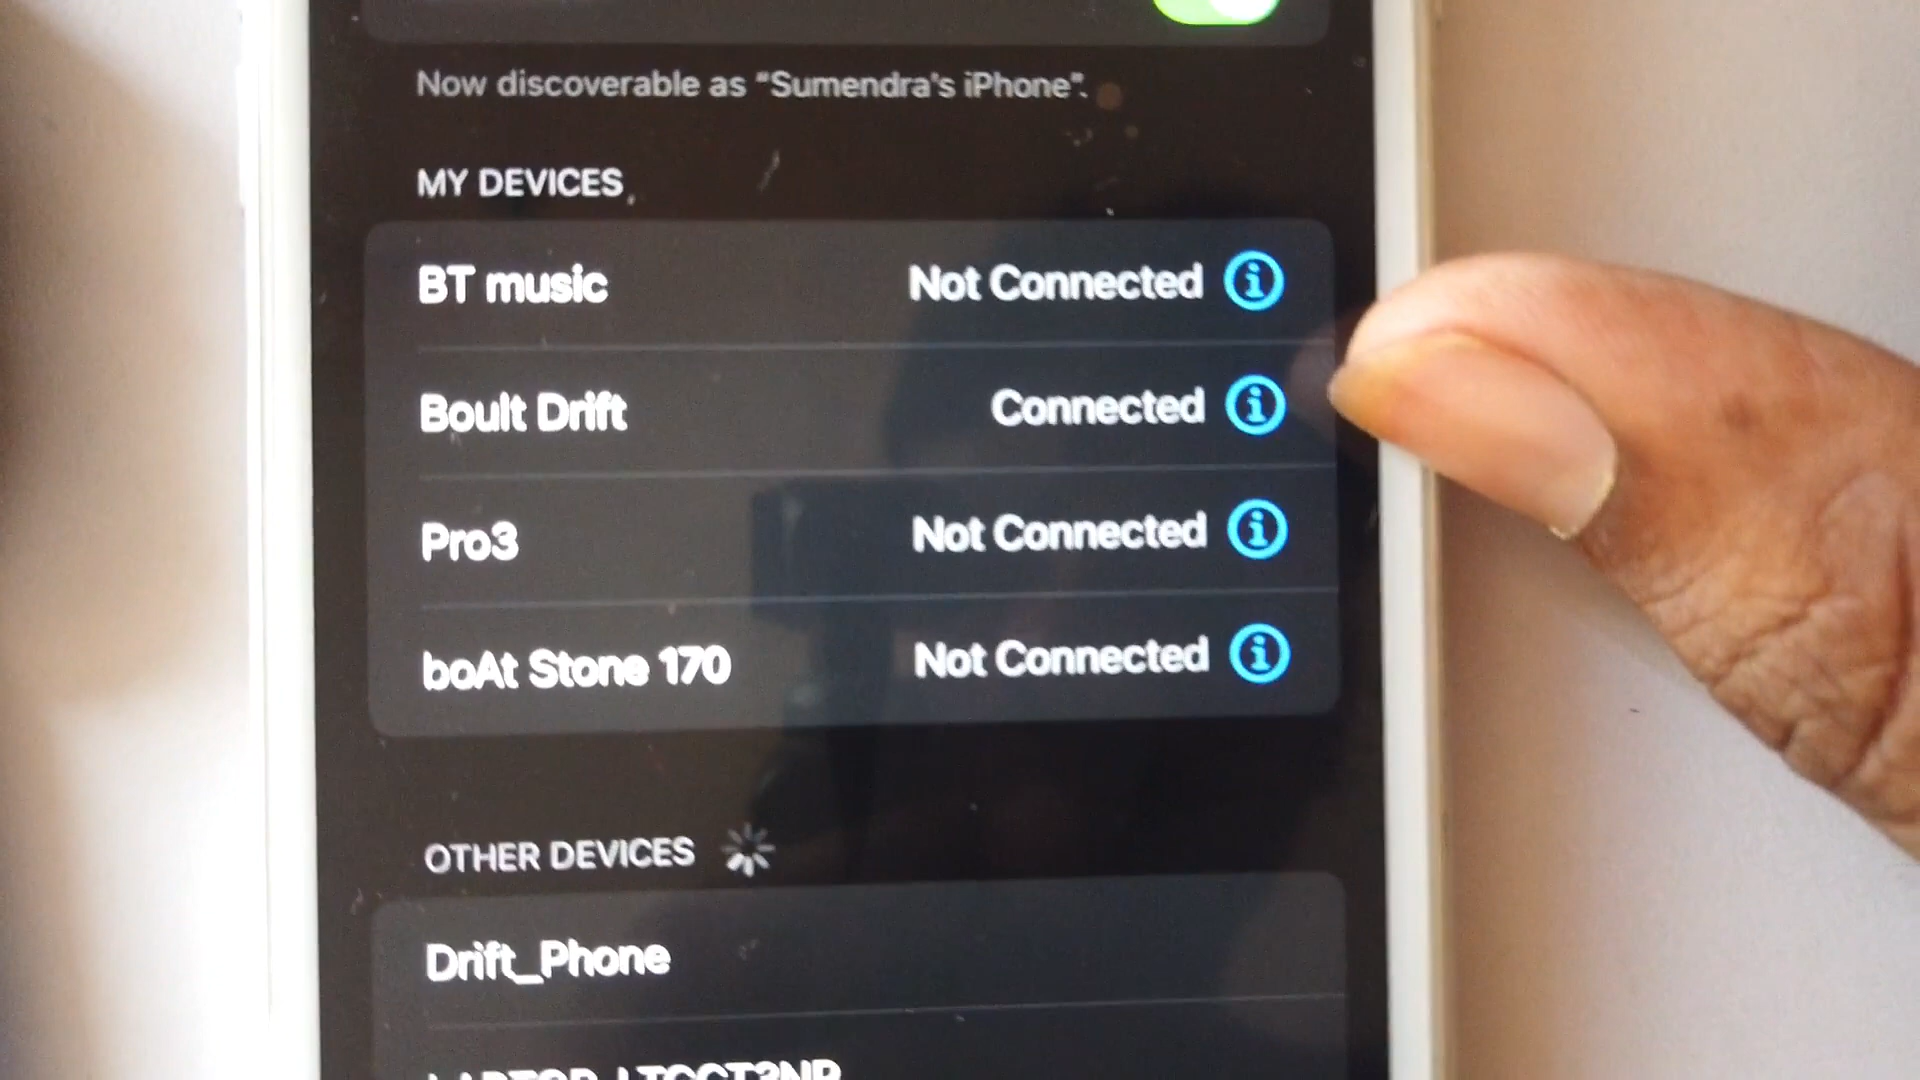 Now discoverable as “Sumendra's iPhone”.
MY DEVICES
BT music Not Connected
Boult Drift Connected
Pro3 Not Connected
boAt Stone 170 Not Connected
OTHER DEVICES
Drift_Phone